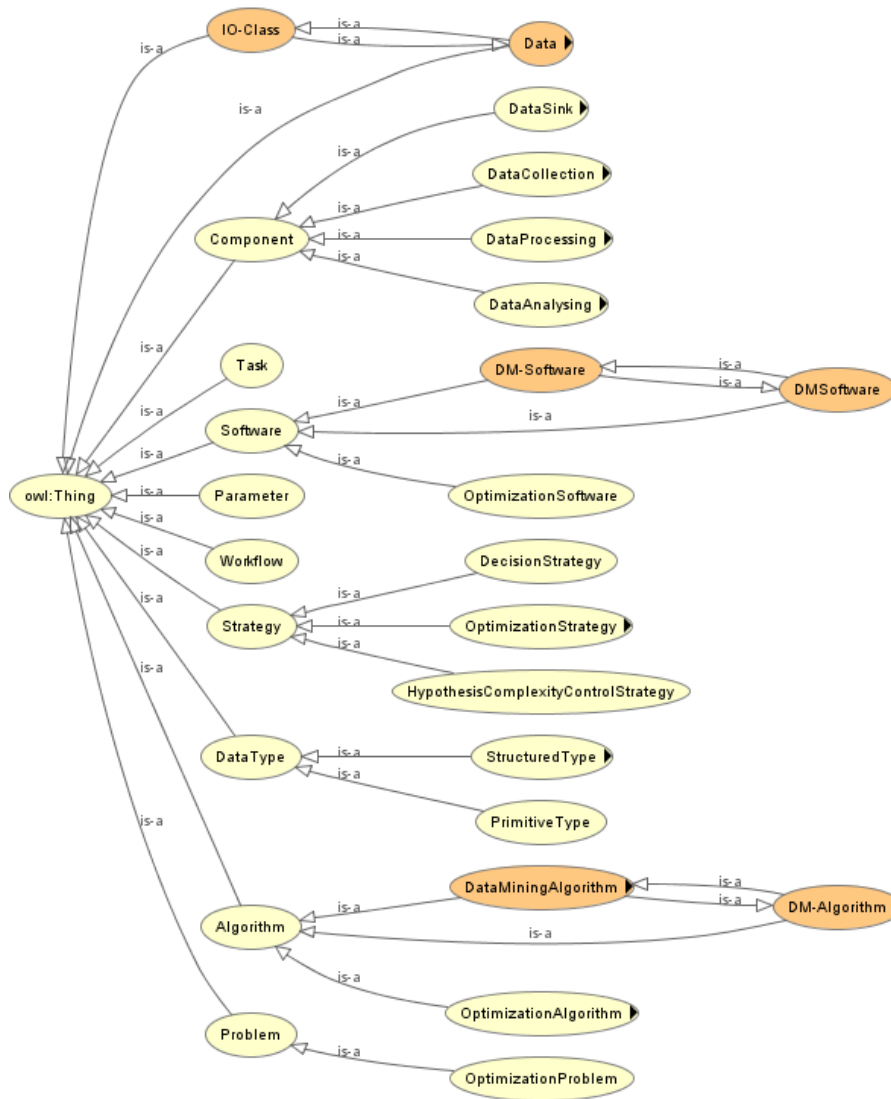 IO-Class
is-a
is-a
Data
is-a
is-a
DataSink
is-a
DataCollection
is-a
Component
is-a
DataProcessing
is-a
DataAnalysing
is-a
Task
is-a
DM-Software
is-a
is-a
DMSoftware
is-a
is-a
Software
is-a
is-a
OptimizationSoftware
owl:Thing
is-a
Parameter
is-a
Workflow
is-a
DecisionStrategy
is-a
Strategy
is-a
OptimizationStrategy
is-a
HypothesisComplexityControlStrategy
is-a
is-a
DataType
is-a
StructuredType
is-a
PrimitiveType
is-a
DataMiningAlgorithm
is-a
is-a
DM-Algorithm
is-a
Algorithm
is-a
is-a
OptimizationAlgorithm
Problem
is-a
OptimizationProblem